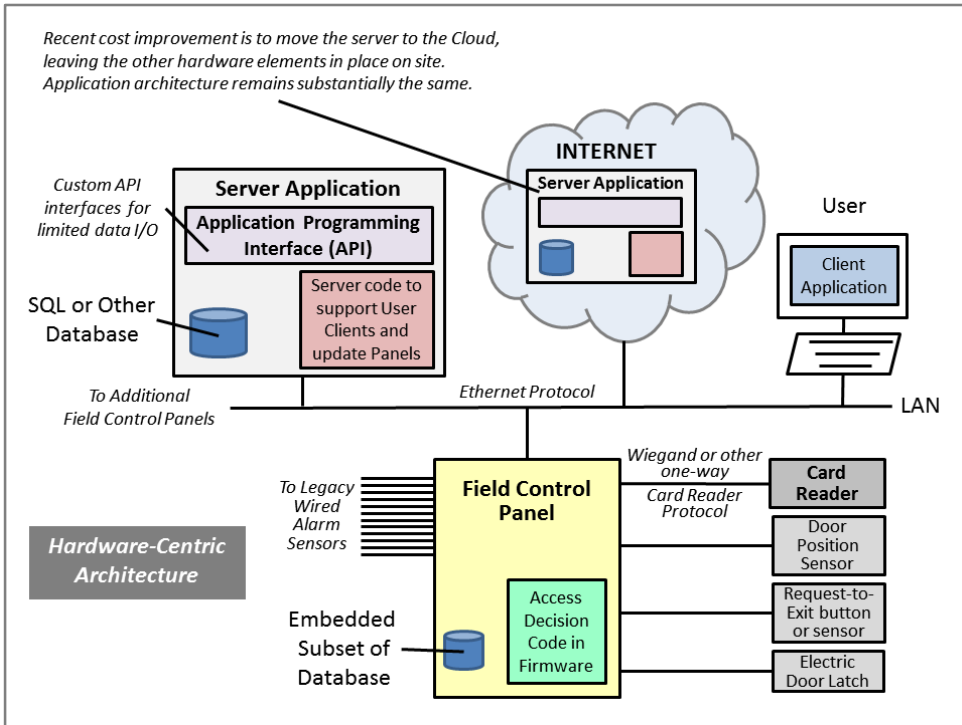 Recent cost improvement is to move the server to the Cloud,
leaving the other hardware elements in place on site.
Application architecture remains substantially the same.
INTERNET
Server Application
Server Application
Custom API
interfaces for
limited data I/O
Application Programming
Interface (API)
User
Client
Application
Server code to
support User
Clients and
update Panels
SQL or Other
Database
To Additional
Field Control Panels
Ethernet Protocol
LAN
Wiegand or other
one-way
Card Reader
Protocol
Card
Reader
To Legacy
Wired
Alarm
Sensors
Field Control
Panel
Door
Position
Sensor
Hardware-Centric
Architecture
Request-to-
Exit button
or sensor
Access
Decision
Code in
Firmware
Embedded
Subset of
Database
Electric
Door Latch